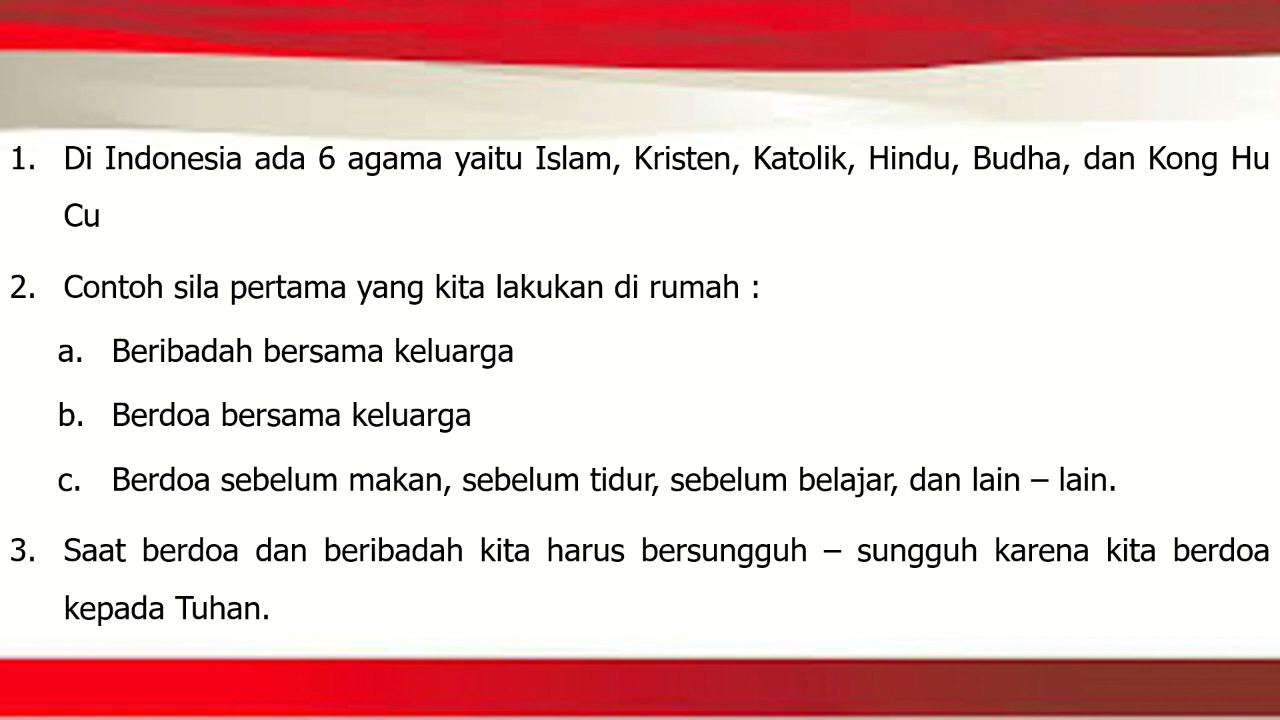 1. Di Indonesia ada 6 agama yaitu Islam, Kristen, Katolik, Hindu, Budha, dan Kong Hu
Cu
2. Contoh sila pertama yang kita lakukan di rumah :
a. Beribadah bersama keluarga
b. Berdoa bersama keluarga
c. Berdoa sebelum makan, sebelum tidur, sebelum belajar, dan lain – lain.
3. Saat berdoa dan beribadah kita harus bersungguh – sungguh karena kita berdoa
kepada Tuhan.